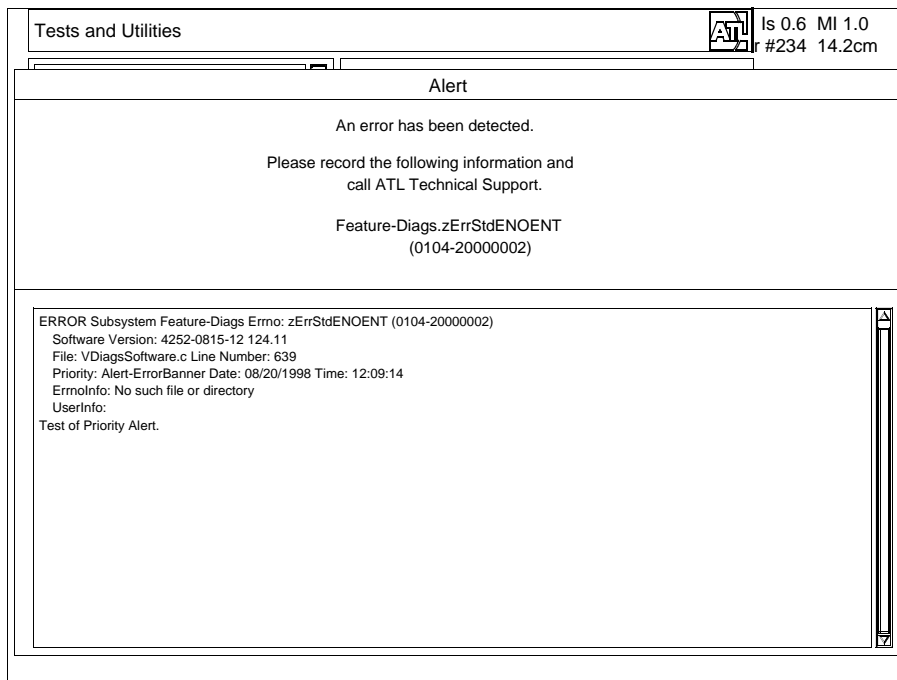 Tests and Utilities
ATL
Is 0.6 MI 1.0
r #234 14.2cm
Alert
An error has been detected.
Please record the following information and
call ATL Technical Support.
Feature-Diags.zErrStdENOENT
(0104-20000002)
ERROR Subsystem Feature-Diags Errno: zErrStdENOENT (0104-20000002)
Software Version: 4252-0815-12 124.11
File: VDiagsSoftware.c Line Number: 639
Priority: Alert-ErrorBanner Date: 08/20/1998 Time: 12:09:14
ErrnoInfo: No such file or directory
UserInfo:
Test of Priority Alert.